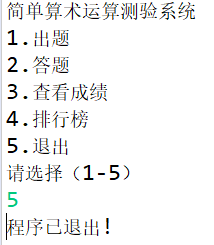 简单算术运算测验系统
1.出题
2.答题
3.查看成绩
4.排行榜
5.退出
请选择（1-5）
5
程序已退出!